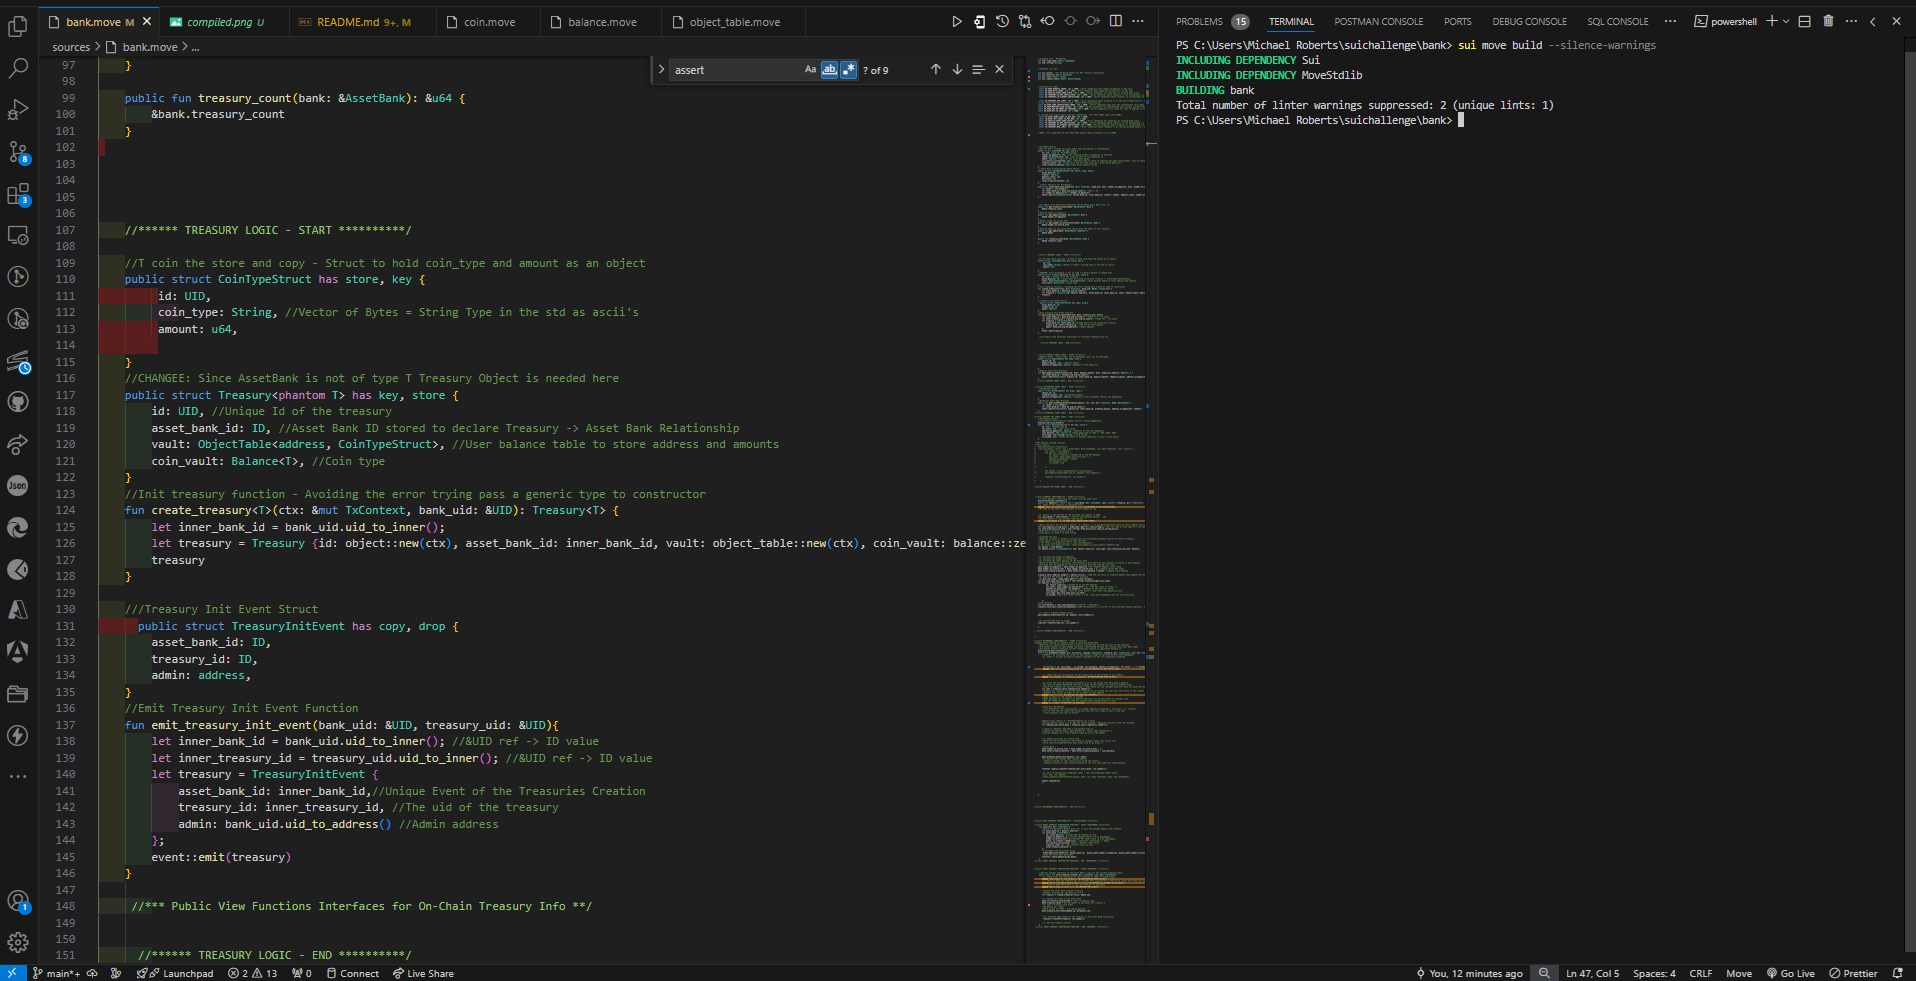 bank.move M
compiled.png U
README.md 9+, M
coin.move
balance.move
object_table.move
sources > bank.move > ...
assert
Aa ab
? of 9
97 }
98
99 public fun treasury_count(bank: &AssetBank): &u64 {
100 &bank.treasury_count
101 }
102
103
104
105
106
107 //****** TREASURY LOGIC - START **********/
108
109 //T coin the store and copy - Struct to hold coin_type and amount as an object
110 public struct CoinTypeStruct has store, key {
111 id: UID,
112 coin_type: String, //Vector of Bytes = String Type in the std as ascii's
113 amount: u64,
114
115 }
116 //CHANGEE: Since AssetBank is not of type T Treasury Object is needed here
117 public struct Treasury<phantom T> has key, store {
118 id: UID, //Unique Id of the treasury
119 asset_bank_id: ID, //Asset Bank ID stored to declare Treasury -> Asset Bank Relationship
120 vault: ObjectTable<address, CoinTypeStruct>, //User balance table to store address and amounts
121 coin_vault: Balance<T>, //Coin type
122 }
123 //Init treasury function - Avoiding the error trying pass a generic type to constructor
124 fun create_treasury<T>(ctx: &mut TxContext, bank_uid: &UID): Treasury<T> {
125 let inner_bank_id = bank_uid.uid_to_inner();
126 let treasury = Treasury {id: object::new(ctx), asset_bank_id: inner_bank_id, vault: object_table::new(ctx), coin_vault: balance::ze
127 treasury
128 }
129
130 ///Treasury Init Event Struct
131 public struct TreasuryInitEvent has copy, drop {
132 asset_bank_id: ID,
133 treasury_id: ID,
134 admin: address,
135 }
136 //Emit Treasury Init Event Function
137 fun emit_treasury_init_event(bank_uid: &UID, treasury_uid: &UID){
138 let inner_bank_id = bank_uid.uid_to_inner(); //&UID ref -> ID value
139 let inner_treasury_id = treasury_uid.uid_to_inner(); //&UID ref -> ID value
140 let treasury = TreasuryInitEvent {
141 asset_bank_id: inner_bank_id,//Unique Event of the Treasuries Creation
142 treasury_id: inner_treasury_id, //The uid of the treasury
143 admin: bank_uid.uid_to_address() //Admin address
144 };
145 event::emit(treasury)
146 }
147
148 //*** Public View Functions Interfaces for On-Chain Treasury Info **/
149
150
151 //****** TREASURY LOGIC - END **********/
PROBLEMS 15
TERMINAL
POSTMAN CONSOLE
PORTS
DEBUG CONSOLE
SQL CONSOLE
powershell
PS C:\Users\Michael Roberts\suichallenge\bank> sui move build --silence-warnings
INCLUDING DEPENDENCY Sui
INCLUDING DEPENDENCY MoveStdlib
BUILDING bank
Total number of linter warnings suppressed: 2 (unique lints: 1)
PS C:\Users\Michael Roberts\suichallenge\bank>
8
3
Json
1
main*+
Launchpad
2 13
0
Connect
Live Share
You, 12 minutes ago
Ln 47, Col 5
Spaces: 4
CRLF
Move
Go Live
Prettier